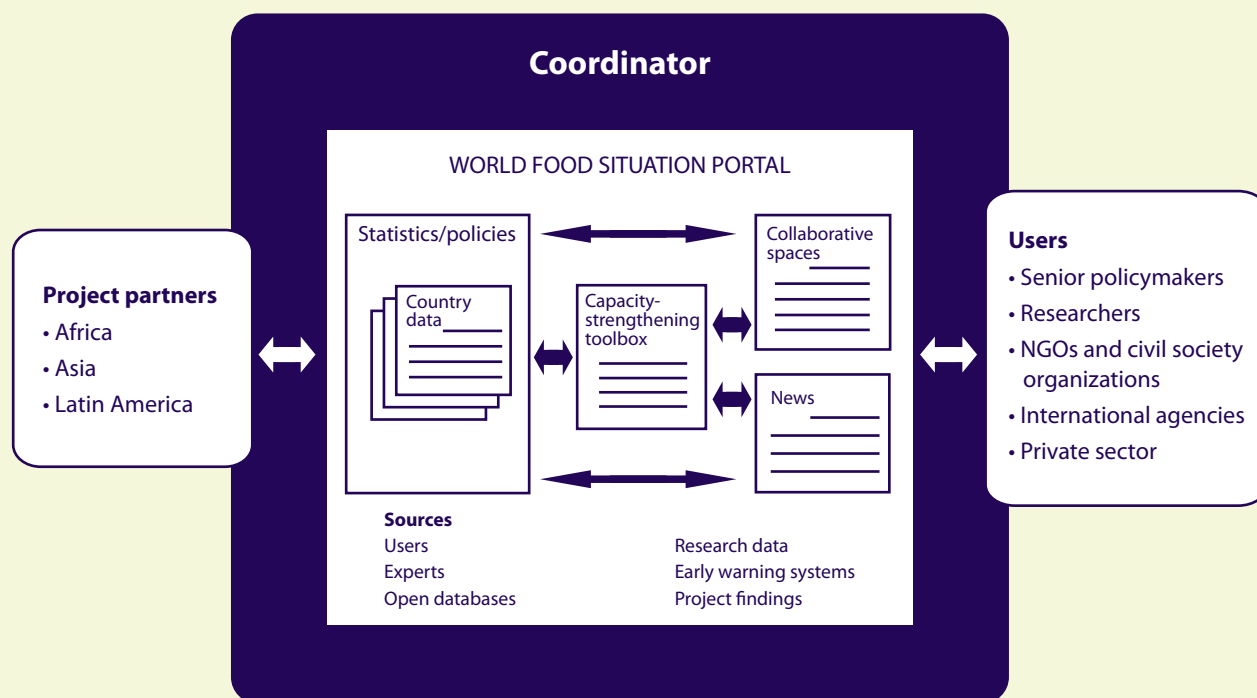 Coordinator
WORLD FOOD SITUATION PORTAL
Project partners
• Africa
• Asia
• Latin America
Statistics/policies
Country
data
Capacity-
strengthening
toolbox
Collaborative
spaces
News
Sources
Users
Experts
Open databases
Research data
Early warning systems
Project findings
Users
• Senior policymakers
• Researchers
• NGOs and civil society
organizations
• International agencies
• Private sector